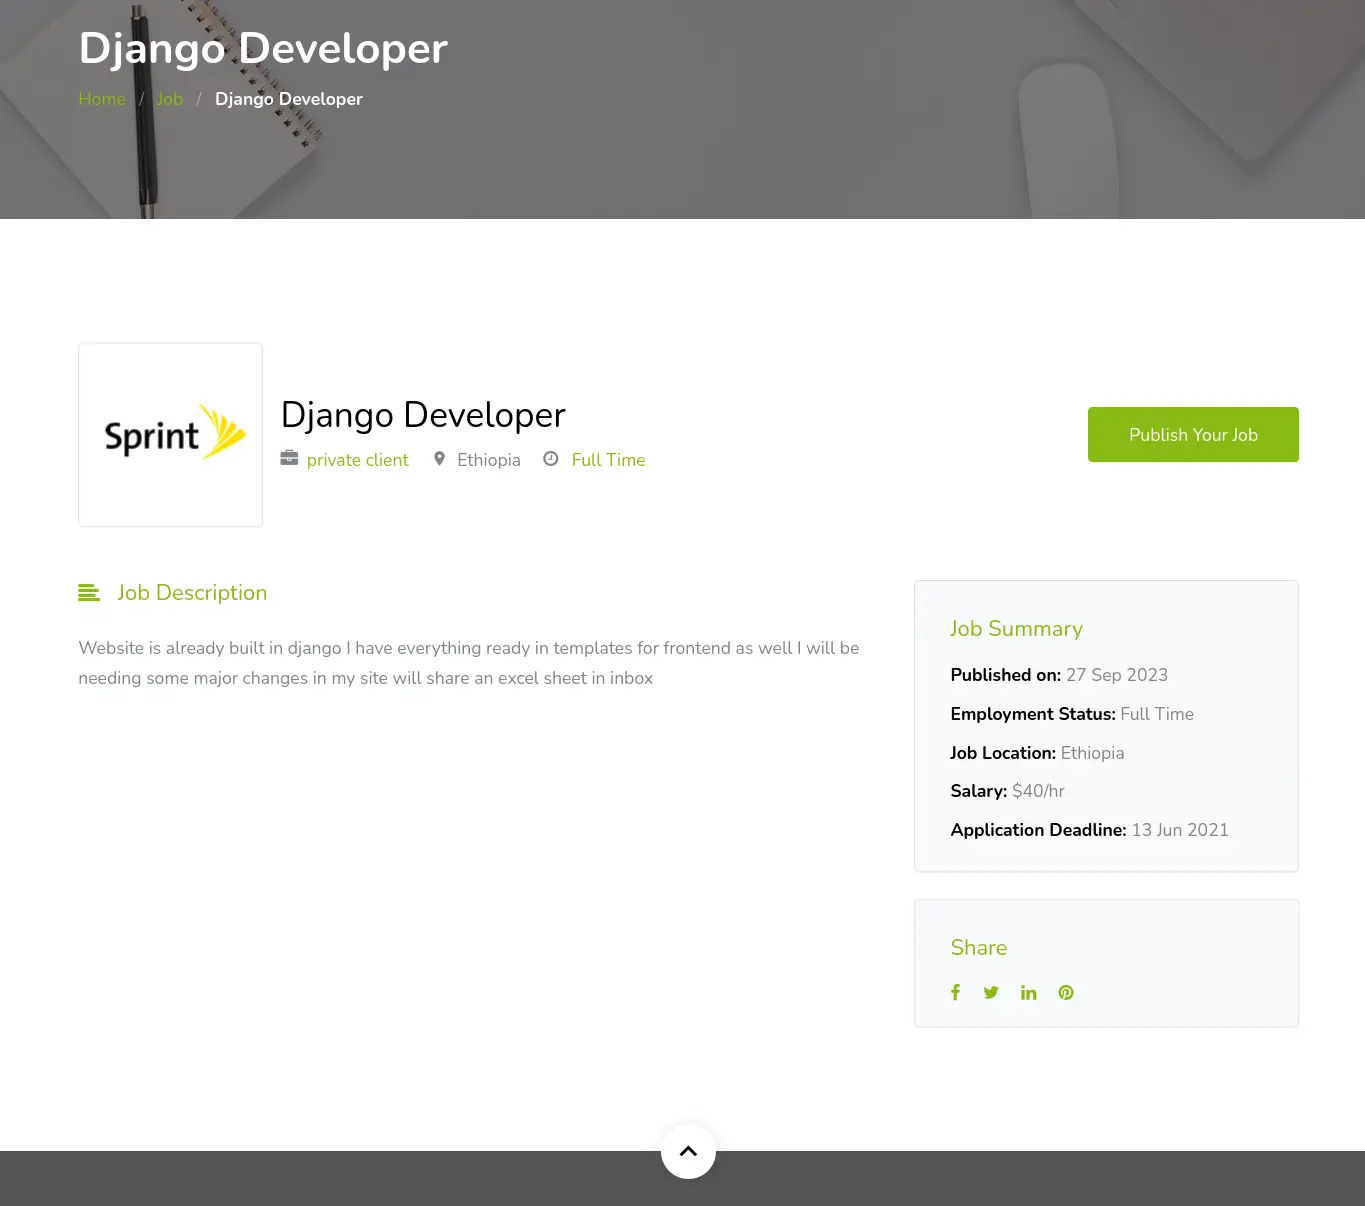 Django Developer
Home / Job / Django Developer
Sprint
Django Developer
private client Ethiopia Full Time
Publish Your Job
Job Description
Website is already built in django I have everything ready in templates for frontend as well I will be
needing some major changes in my site will share an excel sheet in inbox
Job Summary
Published on: 27 Sep 2023
Employment Status: Full Time
Job Location: Ethiopia
Salary: $40/hr
Application Deadline: 13 Jun 2021
Share